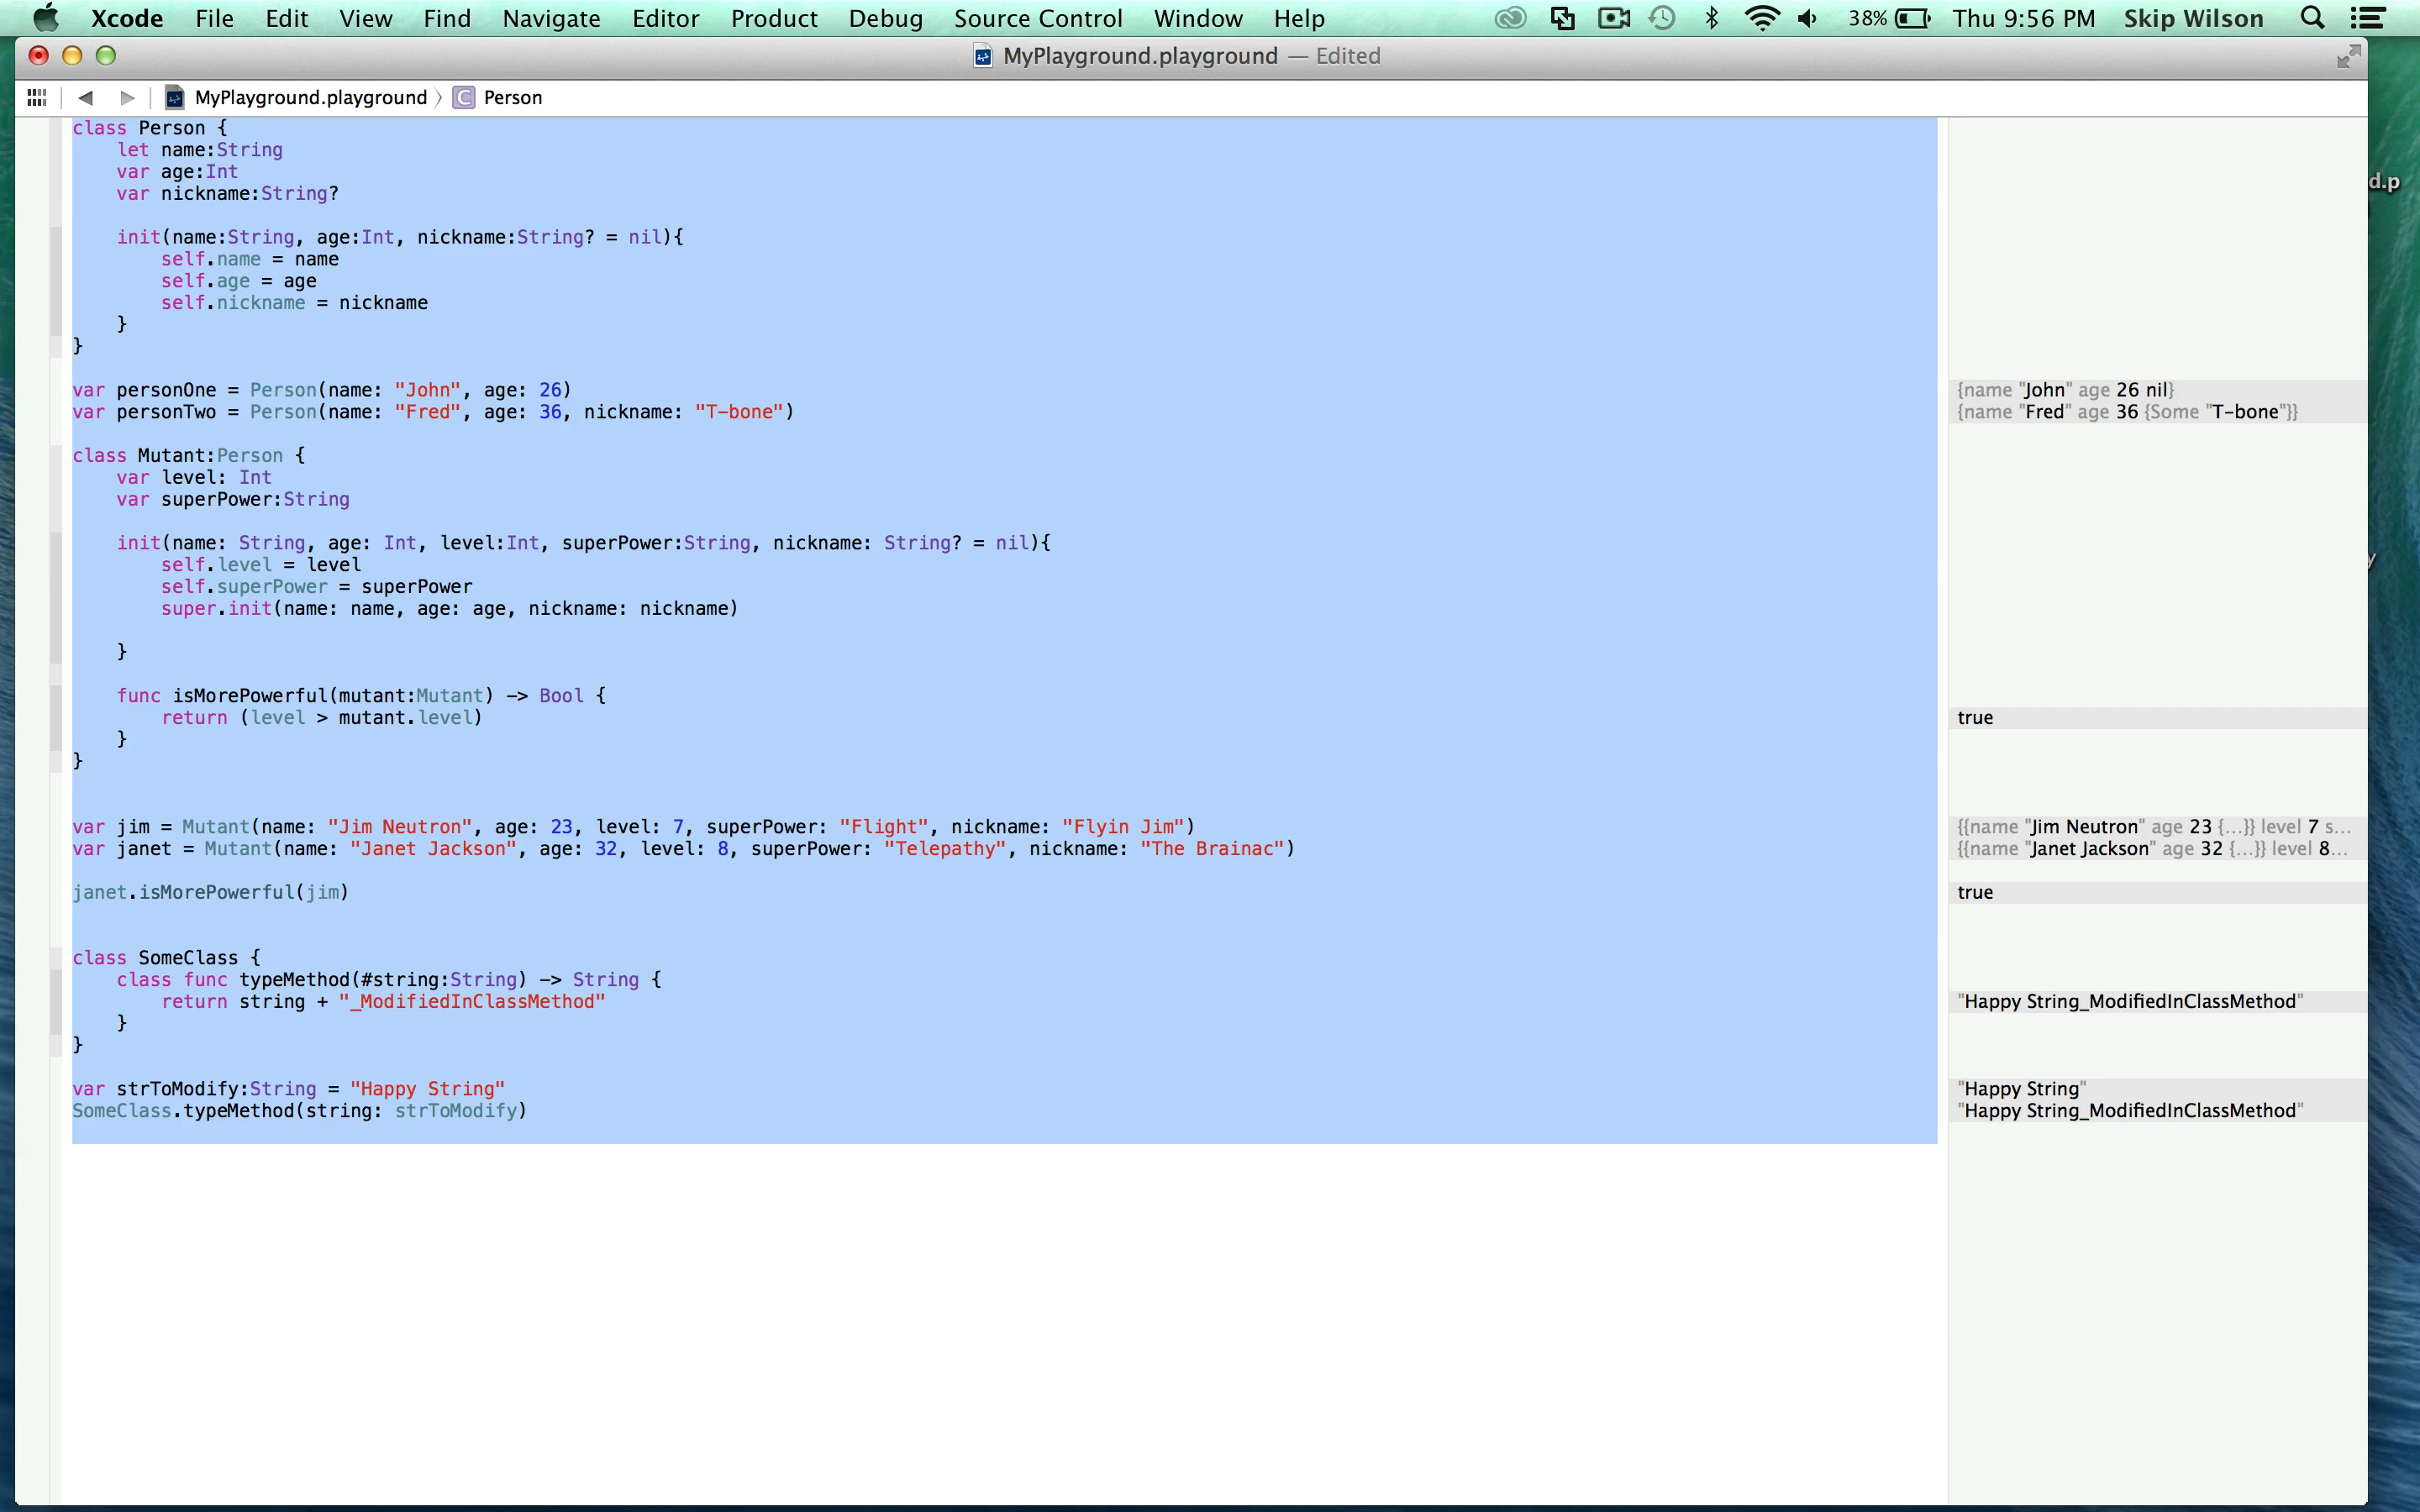 Xcode File Edit View Find Navigate Editor Product Debug Source Control Window Help 38% Thu 9:56 PM Skip Wilson
MyPlayground.playground — Edited
MyPlayground.playground 〉 C Person
d.p
y
class Person {
    let name:String
    var age:Int
    var nickname:String?
    init(name:String, age:Int, nickname:String? = nil){
        self.name = name
        self.age = age
        self.nickname = nickname
    }
}
var personOne = Person(name: "John", age: 26)
{name "John" age 26 nil}
var personTwo = Person(name: "Fred", age: 36, nickname: "T-bone")
{name "Fred" age 36 {Some "T-bone"}}
class Mutant:Person {
    var level: Int
    var superPower:String
    init(name: String, age: Int, level:Int, superPower:String, nickname: String? = nil){
        self.level = level
        self.superPower = superPower
        super.init(name: name, age: age, nickname: nickname)
    }
    func isMorePowerful(mutant:Mutant) -> Bool {
        return (level > mutant.level)
true
    }
}
var jim = Mutant(name: "Jim Neutron", age: 23, level: 7, superPower: "Flight", nickname: "Flyin Jim")
{{name "Jim Neutron" age 23 {...}} level 7 s...
var janet = Mutant(name: "Janet Jackson", age: 32, level: 8, superPower: "Telepathy", nickname: "The Brainac")
{{name "Janet Jackson" age 32 {...}} level 8...
janet.isMorePowerful(jim)
true
class SomeClass {
    class func typeMethod(#string:String) -> String {
        return string + "_ModifiedInClassMethod"
"Happy String_ModifiedInClassMethod"
    }
}
var strToModify:String = "Happy String"
"Happy String"
SomeClass.typeMethod(string: strToModify)
"Happy String_ModifiedInClassMethod"